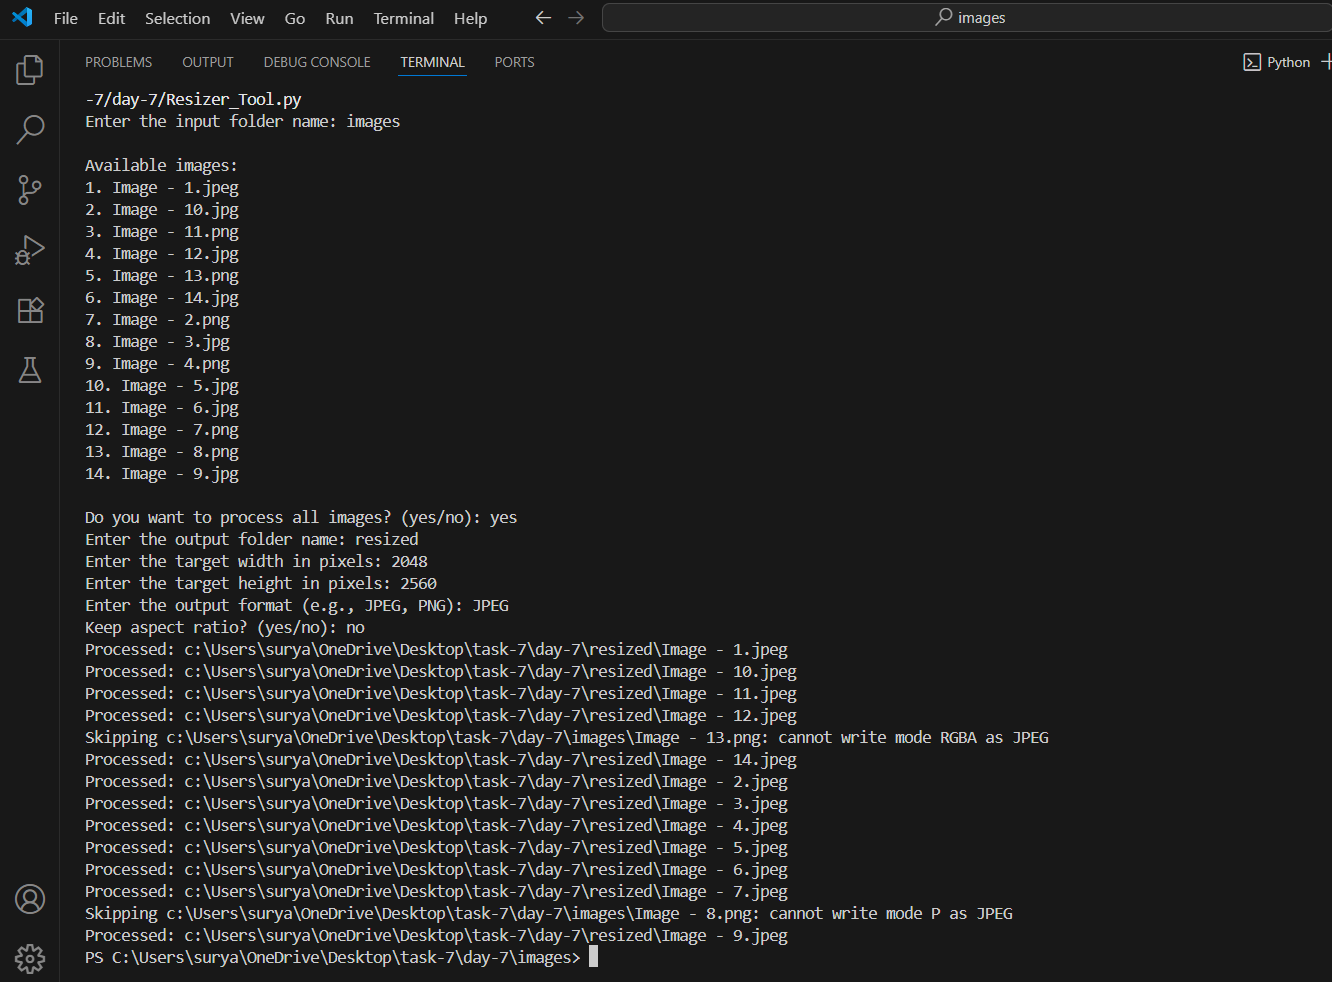 File Edit Selection View Go Run Terminal Help images
PROBLEMS OUTPUT DEBUG CONSOLE TERMINAL PORTS Python
-7/day-7/Resizer_Tool.py
Enter the input folder name: images
Available images:
1. Image - 1.jpeg
2. Image - 10.jpg
3. Image - 11.png
4. Image - 12.jpg
5. Image - 13.png
6. Image - 14.jpg
7. Image - 2.png
8. Image - 3.jpg
9. Image - 4.png
10. Image - 5.jpg
11. Image - 6.jpg
12. Image - 7.png
13. Image - 8.png
14. Image - 9.jpg
Do you want to process all images? (yes/no): yes
Enter the output folder name: resized
Enter the target width in pixels: 2048
Enter the target height in pixels: 2560
Enter the output format (e.g., JPEG, PNG): JPEG
Keep aspect ratio? (yes/no): no
Processed: c:\Users\surya\OneDrive\Desktop\task-7\day-7\resized\Image - 1.jpeg
Processed: c:\Users\surya\OneDrive\Desktop\task-7\day-7\resized\Image - 10.jpeg
Processed: c:\Users\surya\OneDrive\Desktop\task-7\day-7\resized\Image - 11.jpeg
Processed: c:\Users\surya\OneDrive\Desktop\task-7\day-7\resized\Image - 12.jpeg
Skipping c:\Users\surya\OneDrive\Desktop\task-7\day-7\images\Image - 13.png: cannot write mode RGBA as JPEG
Processed: c:\Users\surya\OneDrive\Desktop\task-7\day-7\resized\Image - 14.jpeg
Processed: c:\Users\surya\OneDrive\Desktop\task-7\day-7\resized\Image - 2.jpeg
Processed: c:\Users\surya\OneDrive\Desktop\task-7\day-7\resized\Image - 3.jpeg
Processed: c:\Users\surya\OneDrive\Desktop\task-7\day-7\resized\Image - 4.jpeg
Processed: c:\Users\surya\OneDrive\Desktop\task-7\day-7\resized\Image - 5.jpeg
Processed: c:\Users\surya\OneDrive\Desktop\task-7\day-7\resized\Image - 6.jpeg
Processed: c:\Users\surya\OneDrive\Desktop\task-7\day-7\resized\Image - 7.jpeg
Skipping c:\Users\surya\OneDrive\Desktop\task-7\day-7\images\Image - 8.png: cannot write mode P as JPEG
Processed: c:\Users\surya\OneDrive\Desktop\task-7\day-7\resized\Image - 9.jpeg
PS C:\Users\surya\OneDrive\Desktop\task-7\day-7\images>